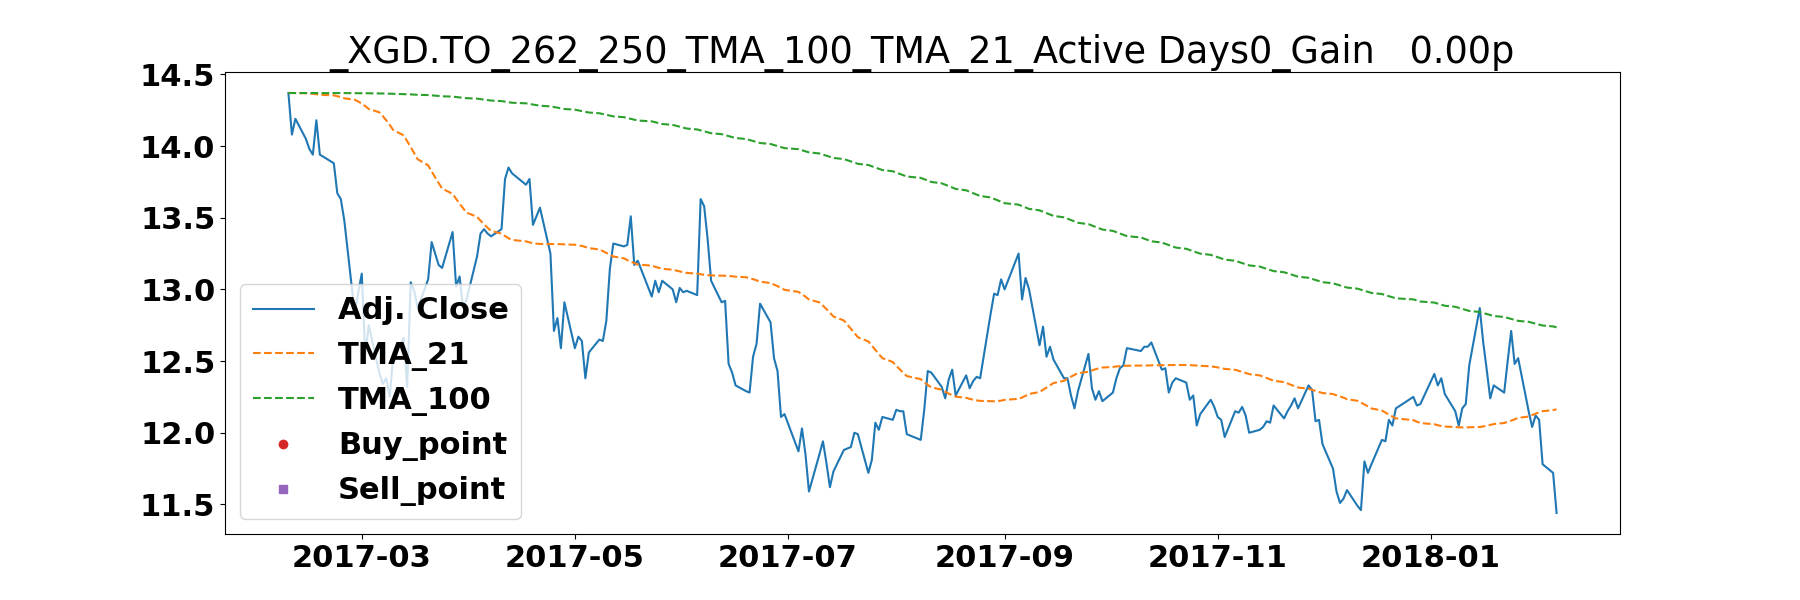 _XGD.TO_262_250_TMA_100_TMA_21_Active Days0_Gain   0.00p
14.5
14.0
13.5
13.0
12.5
12.0
11.5
Adj. Close
TMA_21
TMA_100
Buy_point
Sell_point
2017-03 2017-05 2017-07 2017-09 2017-11 2018-01